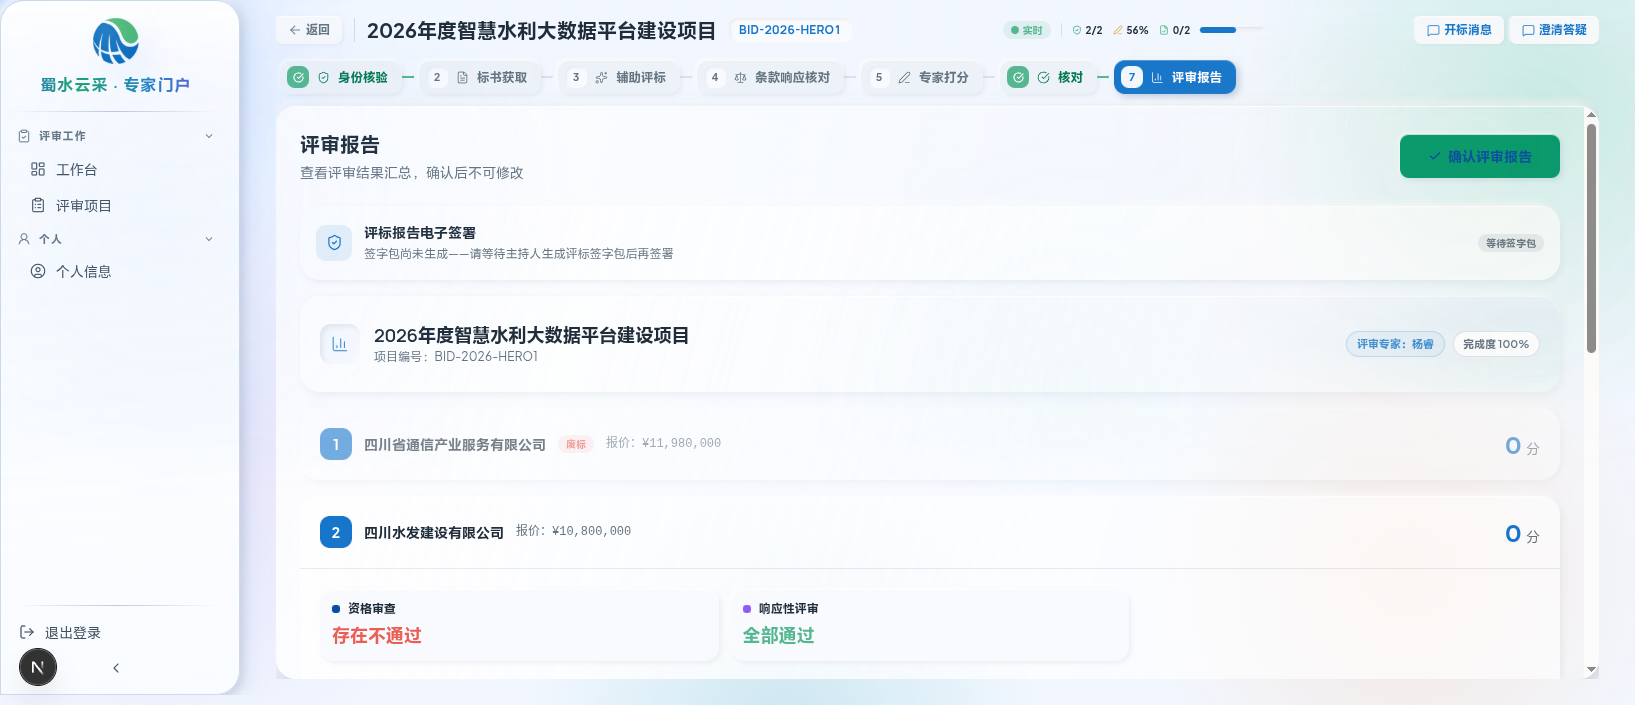 蜀水云采 · 专家门户
评审工作
工作台
评审项目
个人
个人信息
退出登录
N
返回
2026年度智慧水利大数据平台建设项目
BID-2026-HERO1
实时
2/2
56%
0/2
开标消息
澄清答疑
身份核验
2 标书获取
3 辅助评标
4 条款响应核对
5 专家打分
核对
7 评审报告
评审报告
查看评审结果汇总，确认后不可修改
确认评审报告
评标报告电子签署
签字包尚未生成——请等待主持人生成评标签字包后再签署
等待签字包
2026年度智慧水利大数据平台建设项目
项目编号：BID-2026-HERO1
评审专家：杨睿
完成度 100%
1 四川省通信产业服务有限公司 废标 报价：¥11,980,000
0 分
2 四川水发建设有限公司 报价：¥10,800,000
0 分
资格审查
存在不通过
响应性评审
全部通过